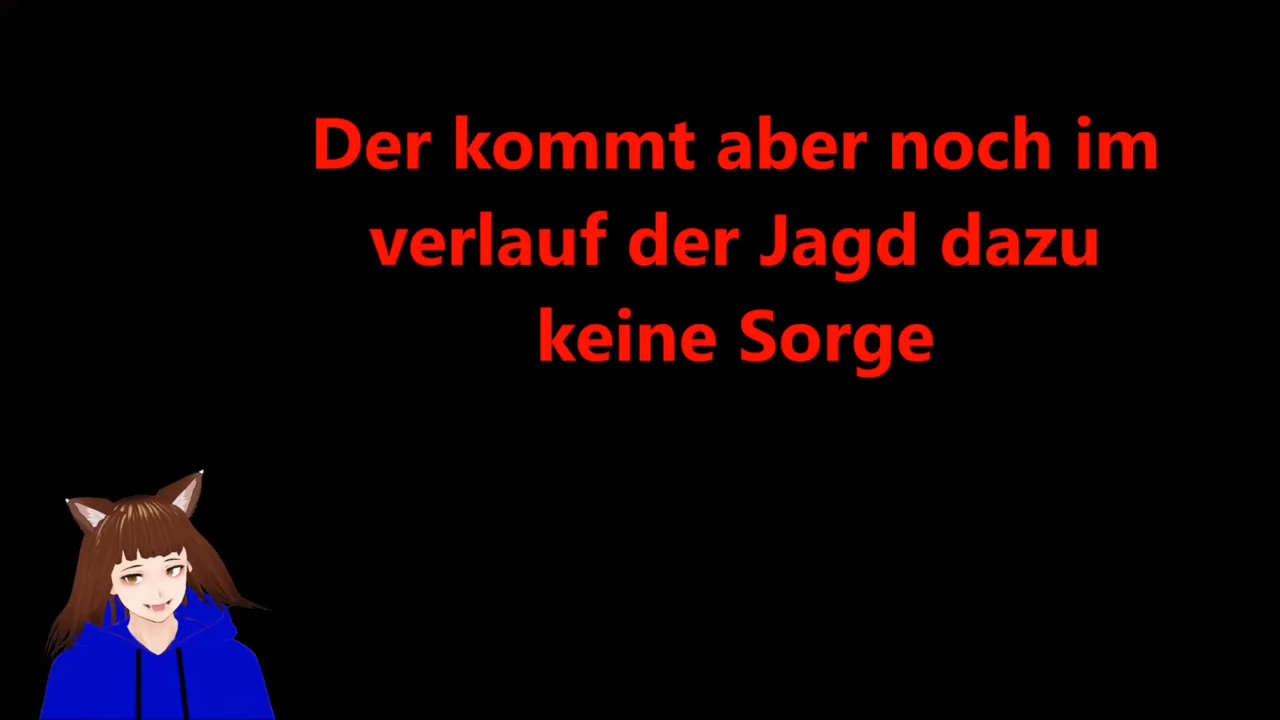 Der kommt aber noch im
verlauf der Jagd dazu
keine Sorge